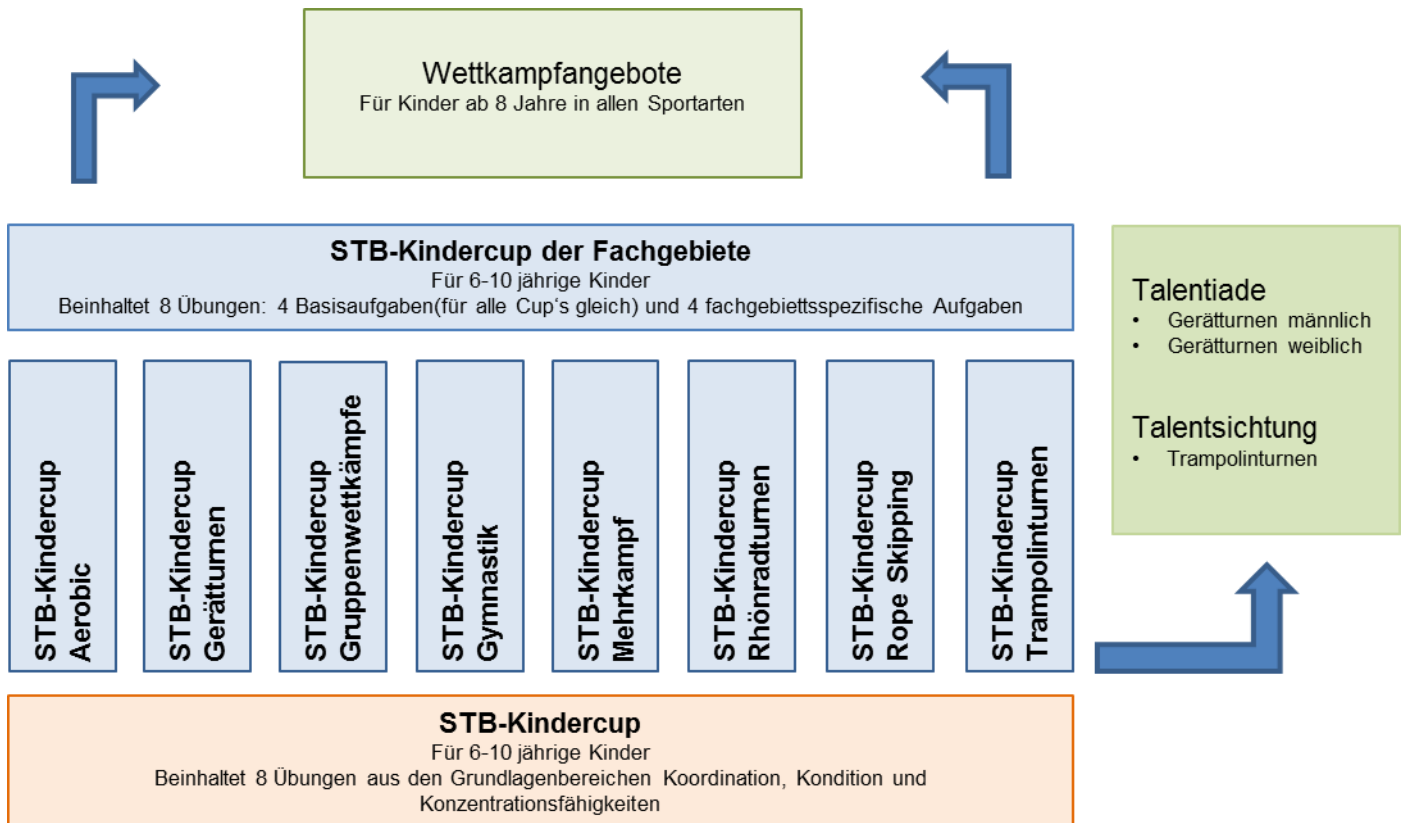 Wettkampfangebote
Für Kinder ab 8 Jahre in allen Sportarten
STB-Kindercup der Fachgebiete
Für 6-10 jährige Kinder
Beinhaltet 8 Übungen: 4 Basisaufgaben(für alle Cup‘s gleich) und 4 fachgebiettsspezifische Aufgaben
STB-Kindercup
Aerobic
STB-Kindercup
Gerätturnen
STB-Kindercup
Gruppenwettkämpfe
STB-Kindercup
Gymnastik
STB-Kindercup
Mehrkampf
STB-Kindercup
Rhönradturnen
STB-Kindercup
Rope Skipping
STB-Kindercup
Trampolinturnen
Talentiade
• Gerätturnen männlich
• Gerätturnen weiblich
Talentsichtung
• Trampolinturnen
STB-Kindercup
Für 6-10 jährige Kinder
Beinhaltet 8 Übungen aus den Grundlagenbereichen Koordination, Kondition und
Konzentrationsfähigkeiten